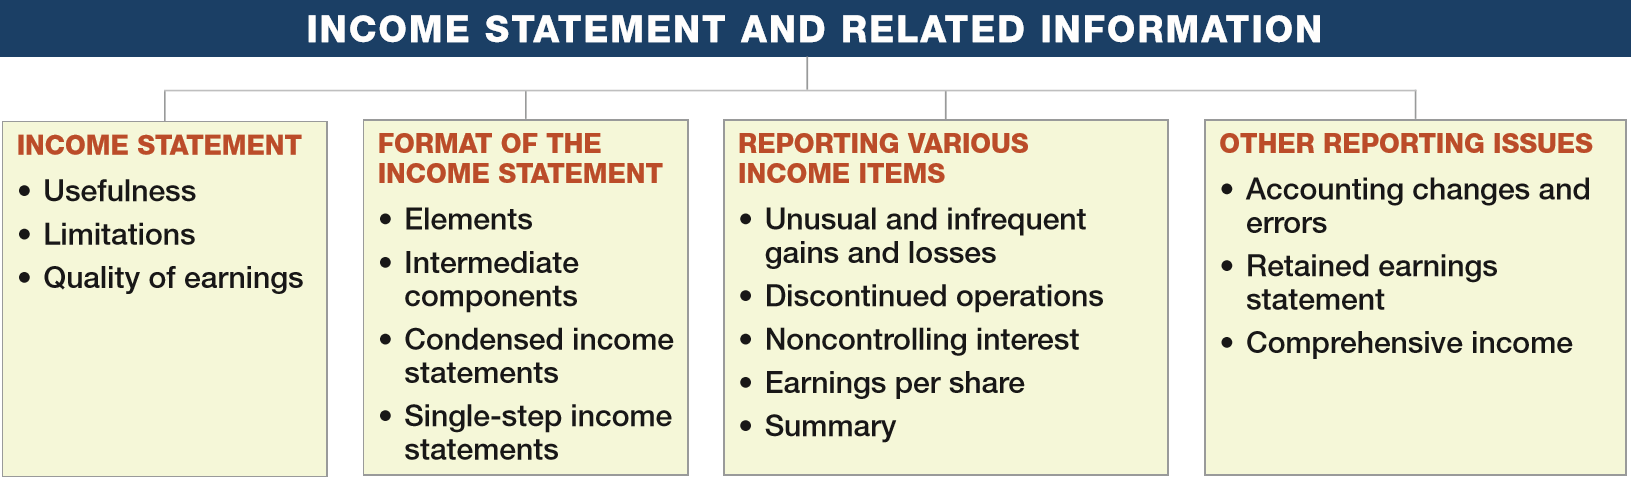 INCOME STATEMENT AND RELATED INFORMATION
INCOME STATEMENT
• Usefulness
• Limitations
• Quality of earnings
FORMAT OF THE
INCOME STATEMENT
• Elements
• Intermediate
components
• Condensed income
statements
• Single-step income
statements
REPORTING VARIOUS
INCOME ITEMS
• Unusual and infrequent
gains and losses
• Discontinued operations
• Noncontrolling interest
• Earnings per share
• Summary
OTHER REPORTING ISSUES
• Accounting changes and
errors
• Retained earnings
statement
• Comprehensive income